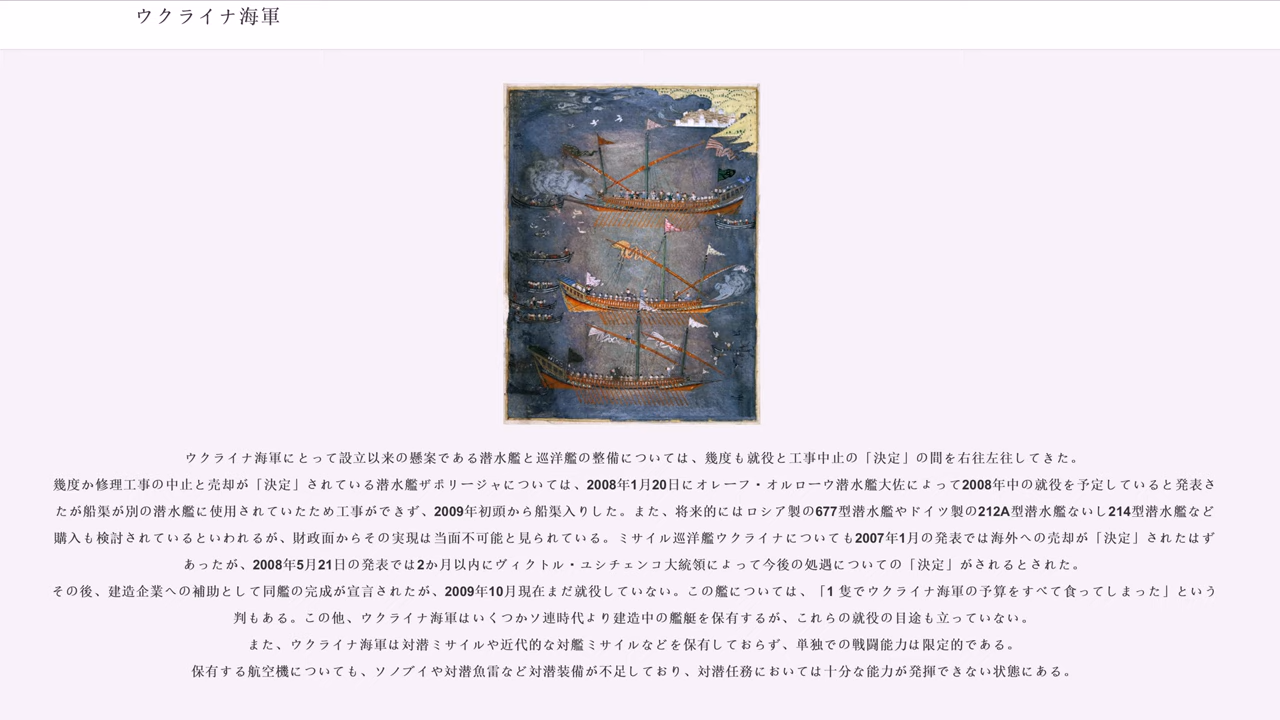 ウクライナ海軍
ウクライナ海軍にとって設立以来の懸案である潜水艦と巡洋艦の整備については、幾度も就役と工事中止の「決定」の間を右往左往してきた。
幾度か修理工事の中止と売却が「決定」されている潜水艦ザポリージャについては、2008年1月20日にオレーフ・オルローウ潜水艦大佐によって2008年中の就役を予定していると発表さ
たが船渠が別の潜水艦に使用されていたため工事ができず、2009年初頭から船渠入りした。また、将来的にはロシア製の677型潜水艦やドイツ製の212A型潜水艦ないし214型潜水艦など
購入も検討されているといわれるが、財政面からその実現は当面不可能と見られている。ミサイル巡洋艦ウクライナについても2007年1月の発表では海外への売却が「決定」されたはず
あったが、2008年5月21日の発表では2か月以内にヴィクトル・ユシチェンコ大統領によって今後の処遇についての「決定」がされるとされた。
その後、建造企業への補助として同艦の完成が宣言されたが、2009年10月現在まだ就役していない。この艦については、「1 隻でウクライナ海軍の予算をすべて食ってしまった」という
判もある。この他、ウクライナ海軍はいくつかソ連時代より建造中の艦艇を保有するが、これらの就役の目途も立っていない。
また、ウクライナ海軍は対潜ミサイルや近代的な対艦ミサイルなどを保有しておらず、単独での戦闘能力は限定的である。
保有する航空機についても、ソノブイや対潜魚雷など対潜装備が不足しており、対潜任務においては十分な能力が発揮できない状態にある。